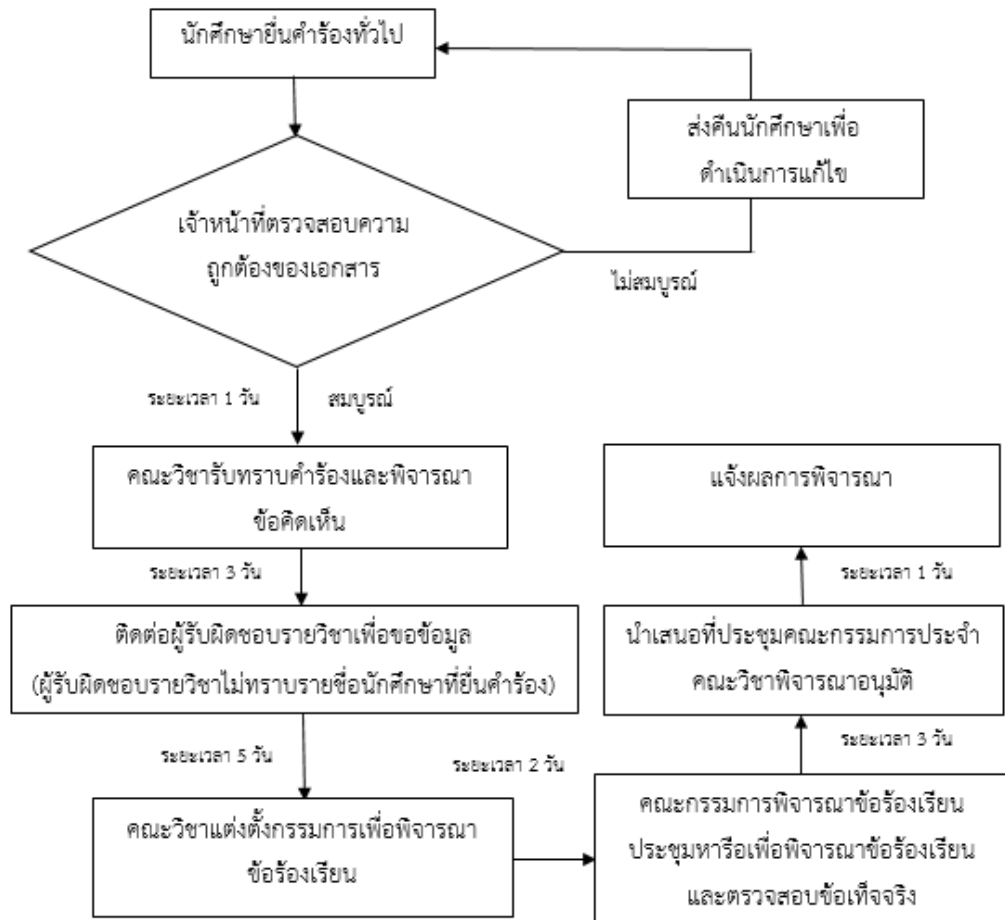 นักศึกษายื่นคำร้องทั่วไป
ส่งคืนนักศึกษาเพื่อ
ดำเนินการแก้ไข
เจ้าหน้าที่ตรวจสอบความ
ถูกต้องของเอกสาร
ไม่สมบูรณ์
ระยะเวลา 1 วัน
สมบูรณ์
คณะวิชารับทราบคำร้องและพิจารณา
ข้อคิดเห็น
ระยะเวลา 3 วัน
ติดต่อผู้รับผิดชอบรายวิชาเพื่อขอข้อมูล
(ผู้รับผิดชอบรายวิชาไม่ทราบรายชื่อนักศึกษาที่ยื่นคำร้อง)
ระยะเวลา 5 วัน
คณะวิชาแต่งตั้งกรรมการเพื่อพิจารณา
ข้อร้องเรียน
ระยะเวลา 2 วัน
คณะกรรมการพิจารณาข้อร้องเรียน
ประชุมหารือเพื่อพิจารณาข้อร้องเรียน
และตรวจสอบข้อเท็จจริง
ระยะเวลา 3 วัน
นำเสนอที่ประชุมคณะกรรมการประจำ
คณะวิชาพิจารณาอนุมัติ
ระยะเวลา 1 วัน
แจ้งผลการพิจารณา